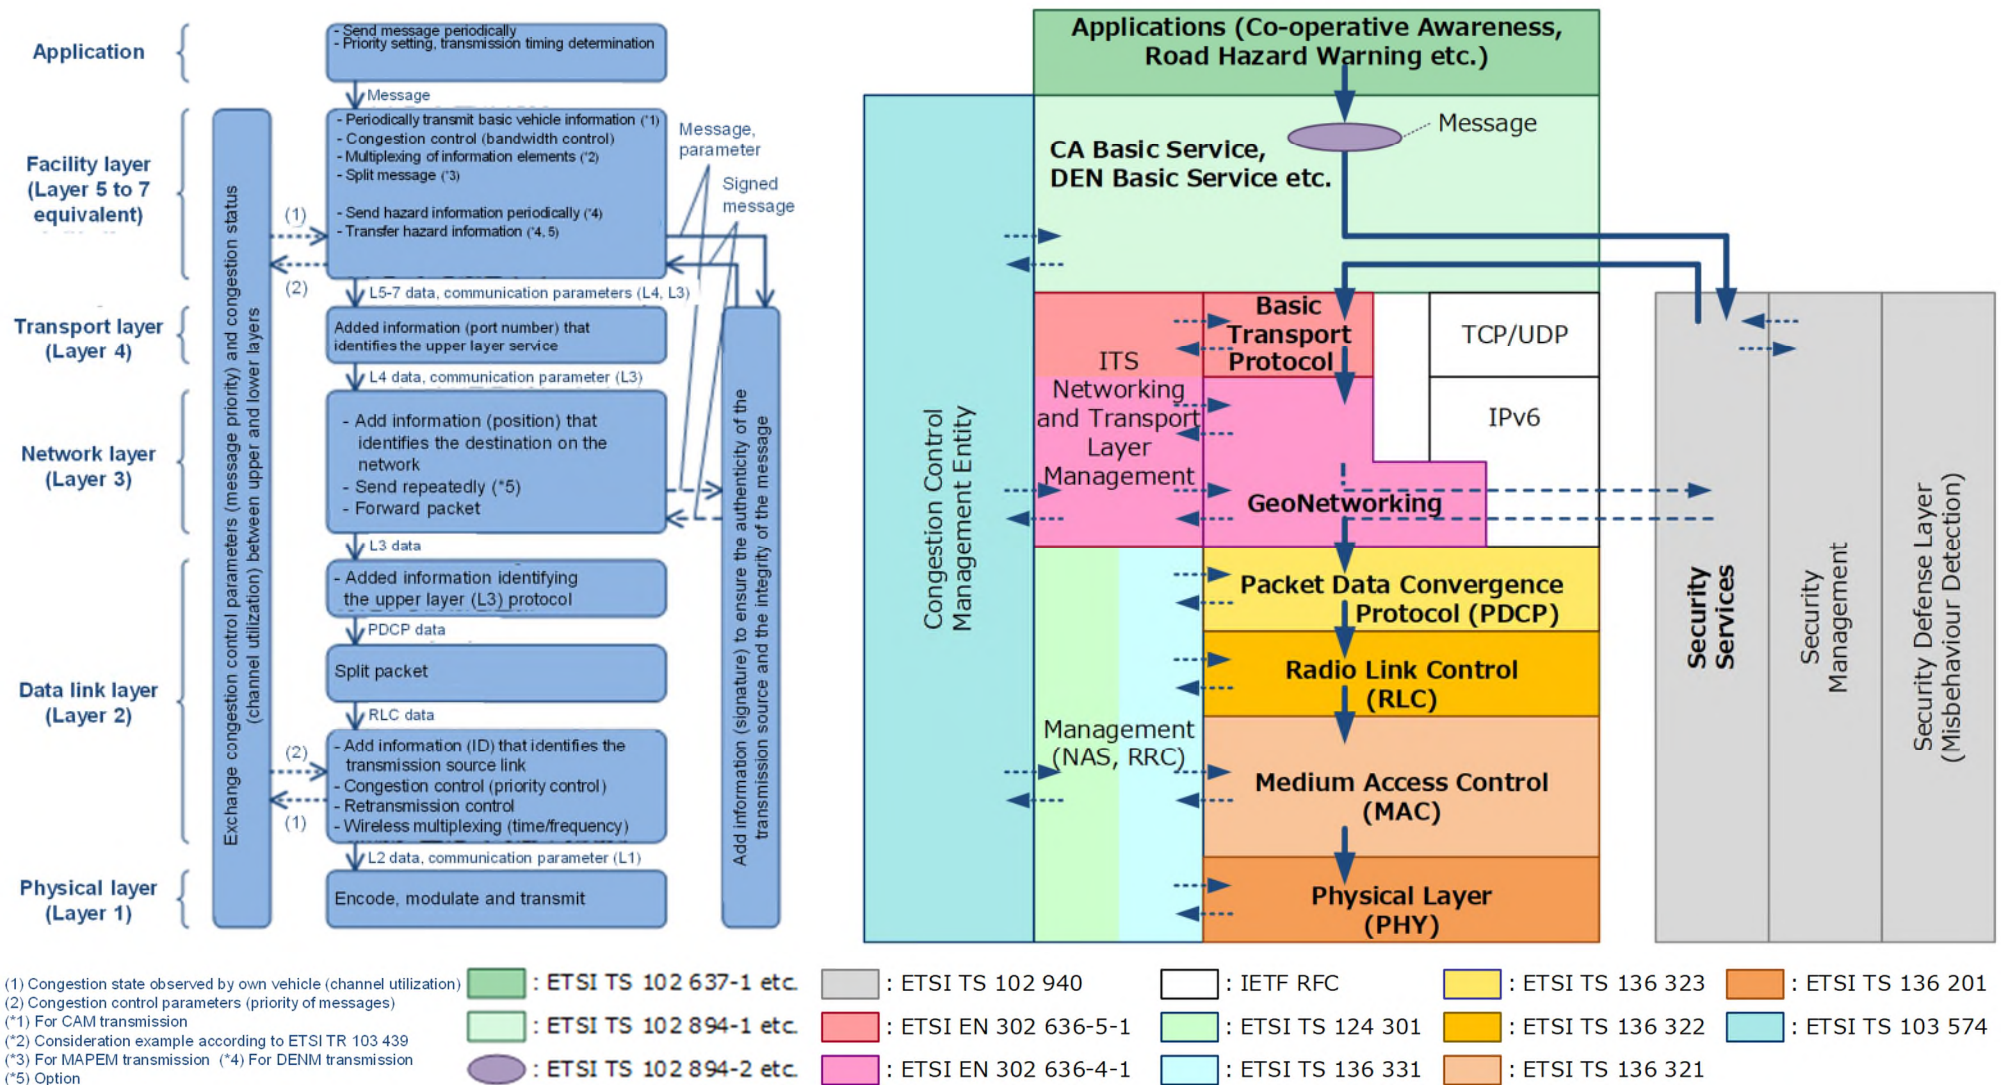 Application
- Send message periodically
- Priority setting, transmission timing determination
Message
Facility layer
(Layer 5 to 7
equivalent)
- Periodically transmit basic vehicle information (*1)
- Congestion control (bandwidth control)
- Multiplexing of information elements (*2)
- Split message (*3)
- Send hazard information periodically (*4)
- Transfer hazard information (*4, 5)
Message,
parameter
Signed
message
(1)
(2)
L5-7 data, communication parameters (L4, L3)
Transport layer
(Layer 4)
Added information (port number) that
identifies the upper layer service
L4 data, communication parameter (L3)
Network layer
(Layer 3)
- Add information (position) that
identifies the destination on the
network
- Send repeatedly (*5)
- Forward packet
L3 data
Data link layer
(Layer 2)
- Added information identifying
the upper layer (L3) protocol
PDCP data
Split packet
RLC data
(2)
(1)
- Add information (ID) that identifies the
transmission source link
- Congestion control (priority control)
- Retransmission control
- Wireless multiplexing (time/frequency)
L2 data, communication parameter (L1)
Physical layer
(Layer 1)
Encode, modulate and transmit
Exchange congestion control parameters (message priority) and congestion status
(channel utilization) between upper and lower layers
Add information (signature) to ensure the authenticity of the
transmission source and the integrity of the message
Applications (Co-operative Awareness,
Road Hazard Warning etc.)
Message
CA Basic Service,
DEN Basic Service etc.
Congestion Control
Management Entity
ITS
Networking
and Transport
Layer
Management
Basic
Transport
Protocol
TCP/UDP
IPv6
GeoNetworking
Packet Data Convergence
Protocol (PDCP)
Radio Link Control
(RLC)
Management
(NAS, RRC)
Medium Access Control
(MAC)
Physical Layer
(PHY)
Security
Services
Security
Management
Security Defense Layer
(Misbehaviour Detection)
(1) Congestion state observed by own vehicle (channel utilization)
(2) Congestion control parameters (priority of messages)
(*1) For CAM transmission
(*2) Consideration example according to ETSI TR 103 439
(*3) For MAPEM transmission (*4) For DENM transmission
(*5) Option
: ETSI TS 102 637-1 etc.
: ETSI TS 102 894-1 etc.
: ETSI TS 102 894-2 etc.
: ETSI TS 102 940
: ETSI EN 302 636-5-1
: ETSI EN 302 636-4-1
: IETF RFC
: ETSI TS 124 301
: ETSI TS 136 331
: ETSI TS 136 323
: ETSI TS 136 322
: ETSI TS 136 321
: ETSI TS 136 201
: ETSI TS 103 574